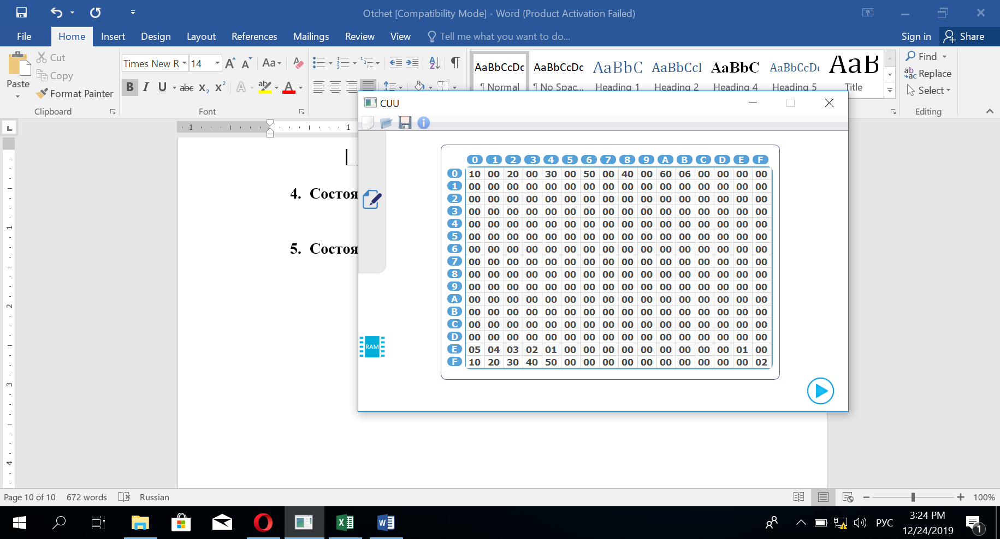 Otchet [Compatibility Mode] - Word (Product Activation Failed)
File Home Insert Design Layout References Mailings Review View Tell me what you want to do... Sign in Share
Paste
Cut
Copy
Format Painter
Clipboard
Times New R 14
Font
AaBbCcDc AaBbCcDc AaBbC AaBbCcI AaBbC AaBbCcDc AaB
¶ Normal ¶ No Spac... Heading 1 Heading 2 Heading 4 Heading 5 Title
Find
Replace
Select
Editing
1 1
4. Состоя
5. Состоя
1
2
3
4
CUU
RAM
0 1 2 3 4 5 6 7 8 9 A B C D E F
0 10 00 20 00 30 00 50 00 40 00 60 06 00 00 00 00
1 00 00 00 00 00 00 00 00 00 00 00 00 00 00 00 00
2 00 00 00 00 00 00 00 00 00 00 00 00 00 00 00 00
3 00 00 00 00 00 00 00 00 00 00 00 00 00 00 00 00
4 00 00 00 00 00 00 00 00 00 00 00 00 00 00 00 00
5 00 00 00 00 00 00 00 00 00 00 00 00 00 00 00 00
6 00 00 00 00 00 00 00 00 00 00 00 00 00 00 00 00
7 00 00 00 00 00 00 00 00 00 00 00 00 00 00 00 00
8 00 00 00 00 00 00 00 00 00 00 00 00 00 00 00 00
9 00 00 00 00 00 00 00 00 00 00 00 00 00 00 00 00
A 00 00 00 00 00 00 00 00 00 00 00 00 00 00 00 00
B 00 00 00 00 00 00 00 00 00 00 00 00 00 00 00 00
C 00 00 00 00 00 00 00 00 00 00 00 00 00 00 00 00
D 00 00 00 00 00 00 00 00 00 00 00 00 00 00 00 00
E 05 04 03 02 01 00 00 00 00 00 00 00 00 00 01 00
F 10 20 30 40 50 00 00 00 00 00 00 00 00 00 00 02
Page 10 of 10 672 words Russian 100%
РУС
3:24 PM
12/24/2019
1